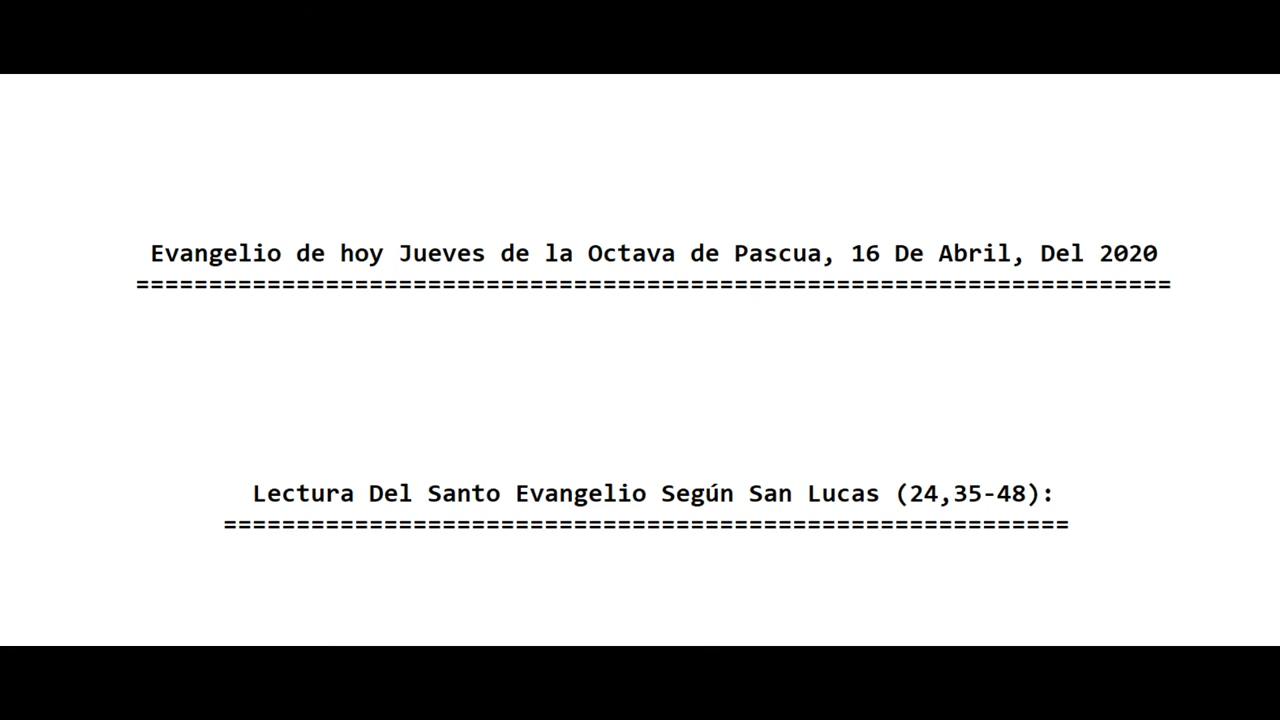 Evangelio de hoy Jueves de la Octava de Pascua, 16 De Abril, Del 2020
=======================================================================
Lectura Del Santo Evangelio Según San Lucas (24,35-48):
==========================================================